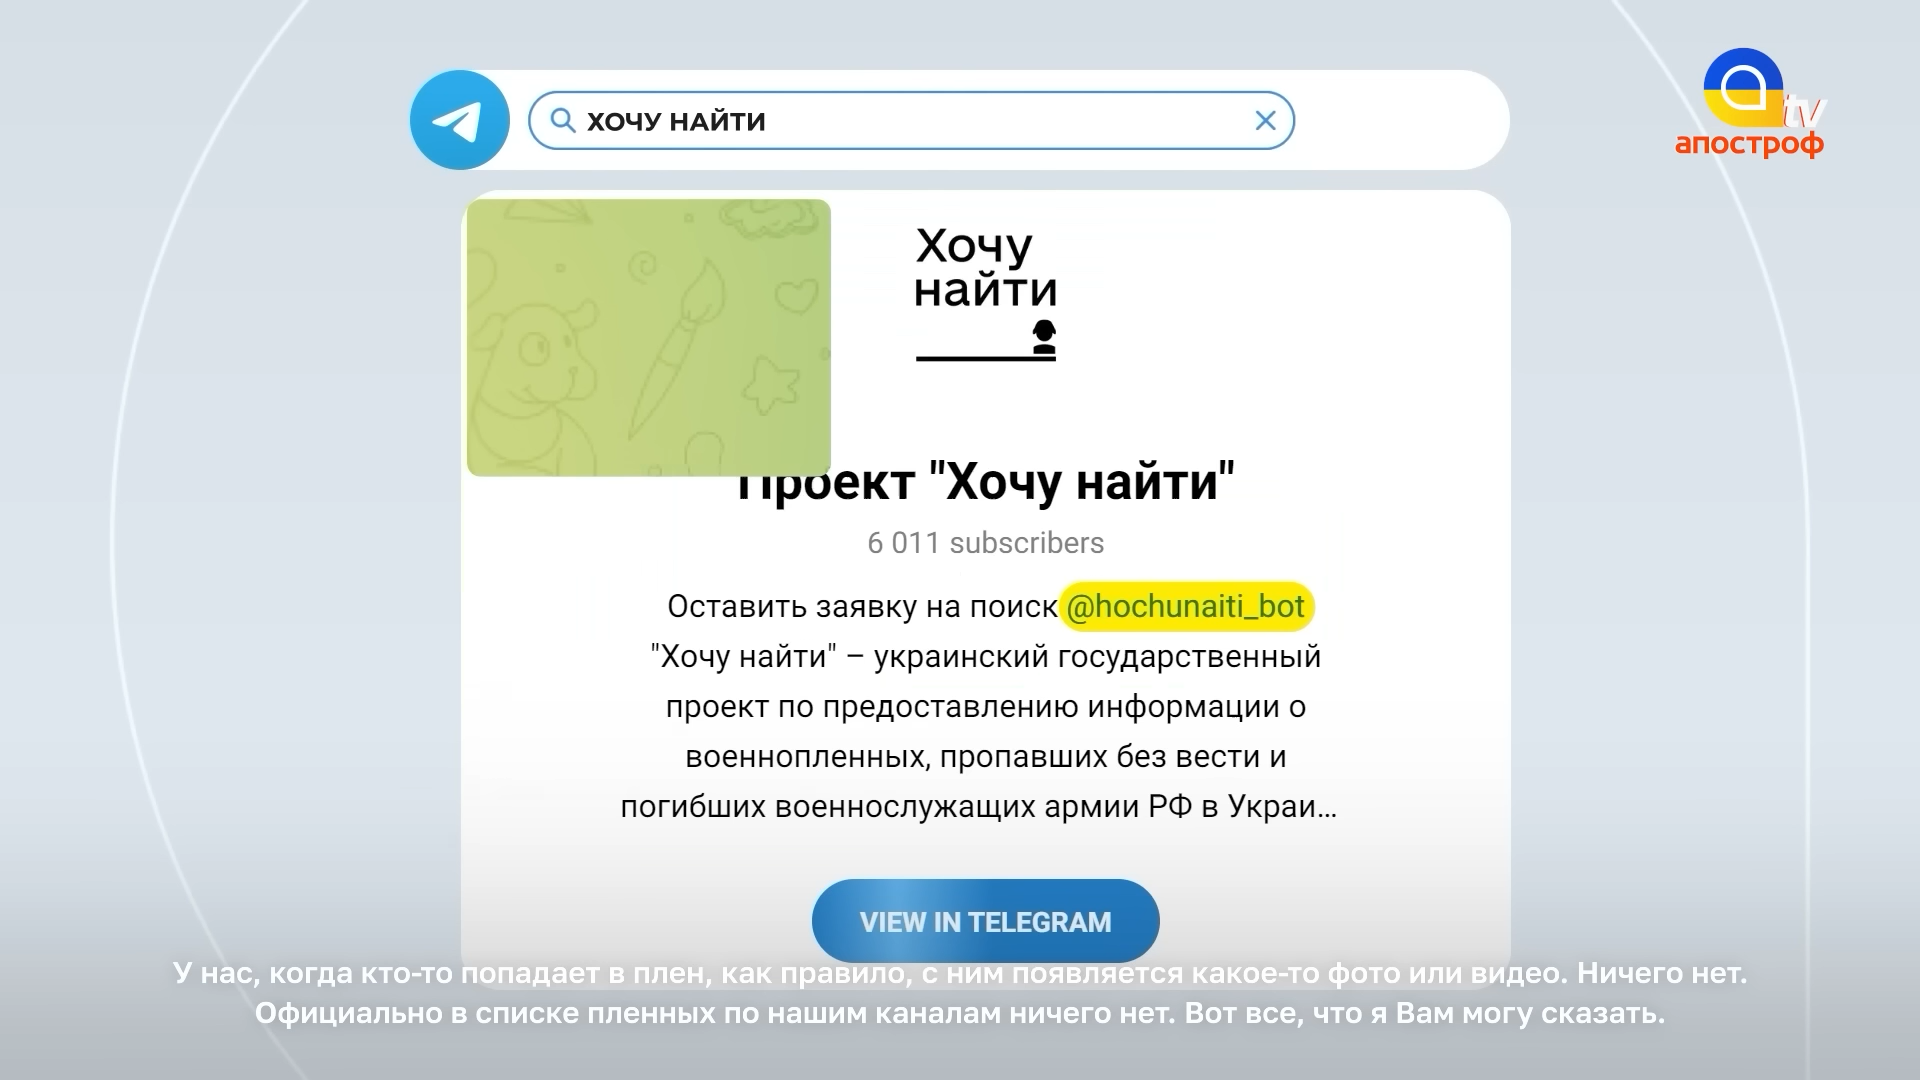 ХОЧУ НАЙТИ
tv
апостроф
Хочу
найти
Проект "Хочу найти"
6 011 subscribers
Оставить заявку на поиск @hochunaiti_bot
"Хочу найти" – украинский государственный
проект по предоставлению информации о
военнопленных, пропавших без вести и
погибших военнослужащих армии РФ в Украи...
VIEW IN TELEGRAM
У нас, когда кто-то попадает в плен, как правило, с ним появляется какое-то фото или видео. Ничего нет.
Официально в списке пленных по нашим каналам ничего нет. Вот все, что я Вам могу сказать.